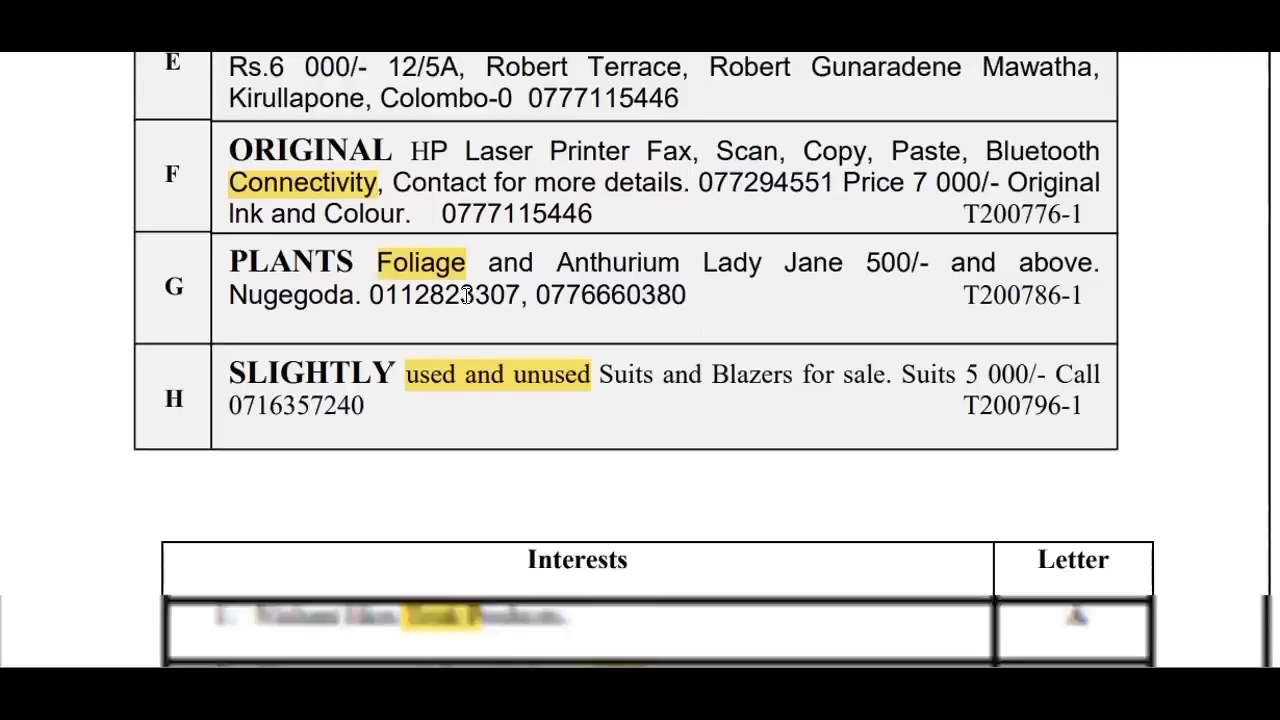 E
Rs.6 000/- 12/5A, Robert Terrace, Robert Gunaradene Mawatha,
Kirullapone, Colombo-0 0777115446
F
ORIGINAL HP Laser Printer Fax, Scan, Copy, Paste, Bluetooth
Connectivity, Contact for more details. 077294551 Price 7 000/- Original
Ink and Colour. 0777115446 T200776-1
G
PLANTS Foliage and Anthurium Lady Jane 500/- and above.
Nugegoda. 0112823307, 0776660380 T200786-1
H
SLIGHTLY used and unused Suits and Blazers for sale. Suits 5 000/- Call
0716357240 T200796-1
Interests Letter
A